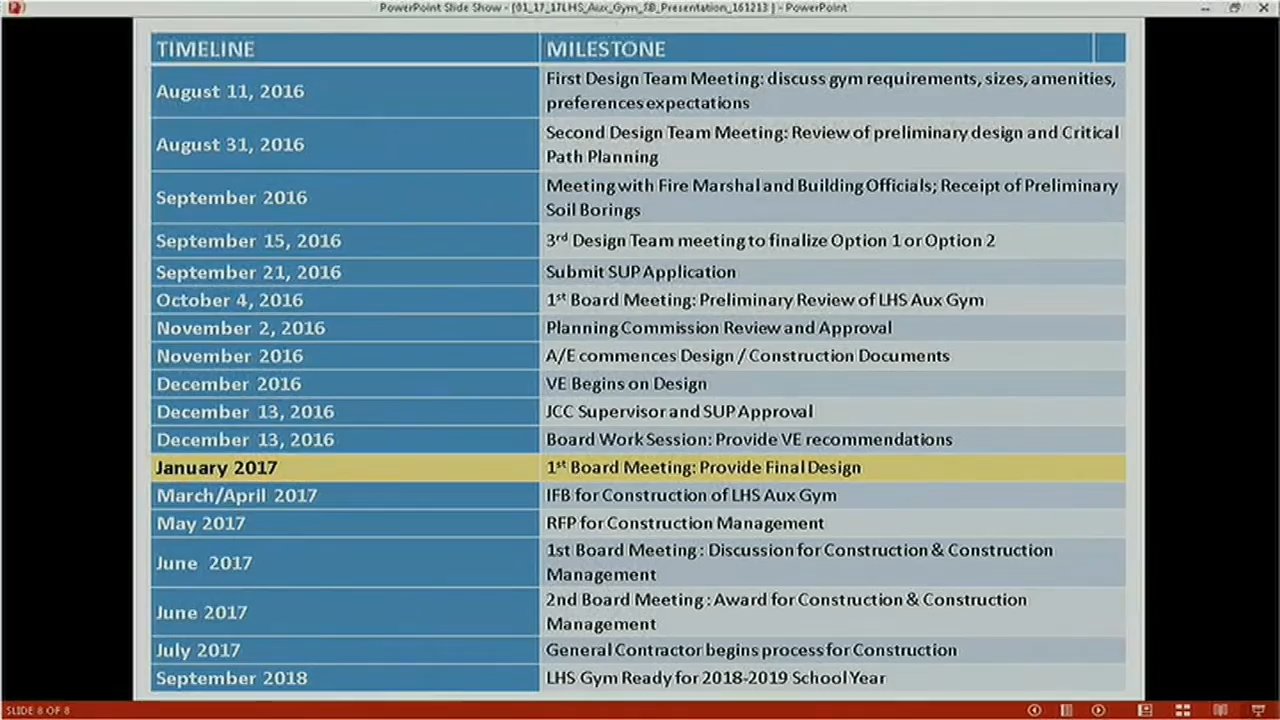 PowerPoint Slide Show - [01_17_17LHS_Aux_Gym_SB_Presentation_161213 ] - PowerPoint
TIMELINE MILESTONE
August 11, 2016 First Design Team Meeting: discuss gym requirements, sizes, amenities,
preferences expectations
August 31, 2016 Second Design Team Meeting: Review of preliminary design and Critical
Path Planning
September 2016 Meeting with Fire Marshal and Building Officials; Receipt of Preliminary
Soil Borings
September 15, 2016 3rd Design Team meeting to finalize Option 1 or Option 2
September 21, 2016 Submit SUP Application
October 4, 2016 1st Board Meeting: Preliminary Review of LHS Aux Gym
November 2, 2016 Planning Commission Review and Approval
November 2016 A/E commences Design / Construction Documents
December 2016 VE Begins on Design
December 13, 2016 JCC Supervisor and SUP Approval
December 13, 2016 Board Work Session: Provide VE recommendations
January 2017 1st Board Meeting: Provide Final Design
March/April 2017 IFB for Construction of LHS Aux Gym
May 2017 RFP for Construction Management
June 2017 1st Board Meeting : Discussion for Construction & Construction
Management
June 2017 2nd Board Meeting : Award for Construction & Construction
Management
July 2017 General Contractor begins process for Construction
September 2018 LHS Gym Ready for 2018-2019 School Year
SLIDE 8 OF 8